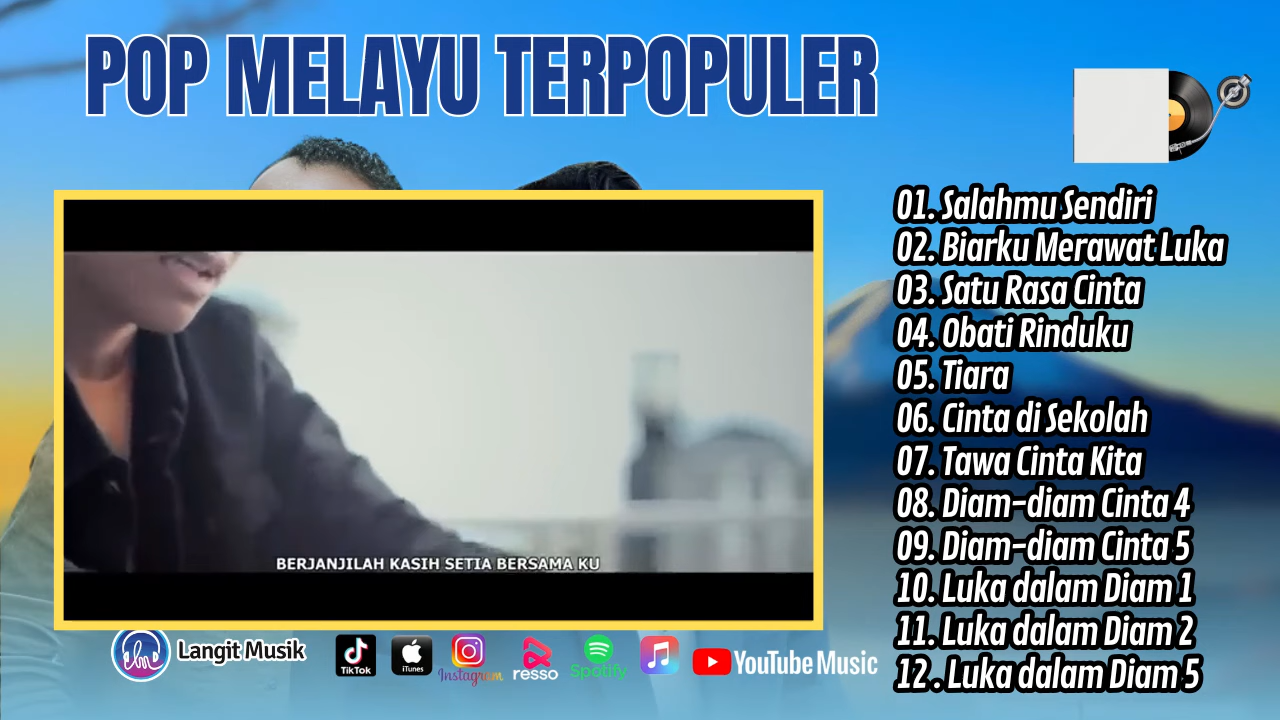 POP MELAYU TERPOPULER
01. Salahmu Sendiri
02. Biarku Merawat Luka
03. Satu Rasa Cinta
04. Obati Rinduku
05. Tiara
06. Cinta di Sekolah
07. Tawa Cinta Kita
08. Diam-diam Cinta 4
09. Diam-diam Cinta 5
10. Luka dalam Diam 1
11. Luka dalam Diam 2
12 . Luka dalam Diam 5
BERJANJILAH KASIH SETIA BERSAMA KU
lm
Langit Musik
TikTok
iTunes
Instagram
resso
Spotify
YouTube Music